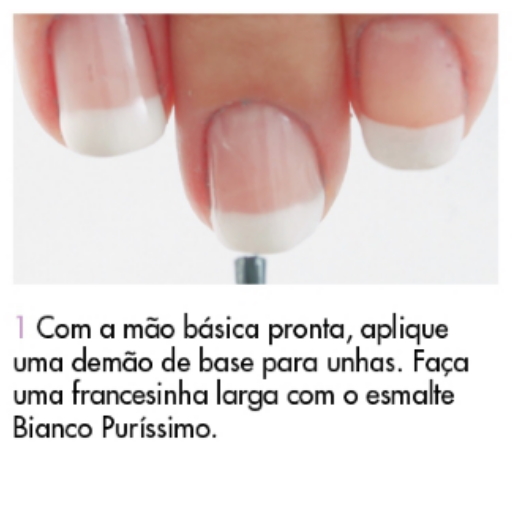 1 Com a mão básica pronta, aplique
uma demão de base para unhas. Faça
uma francesinha larga com o esmalte
Bianco Puríssimo.